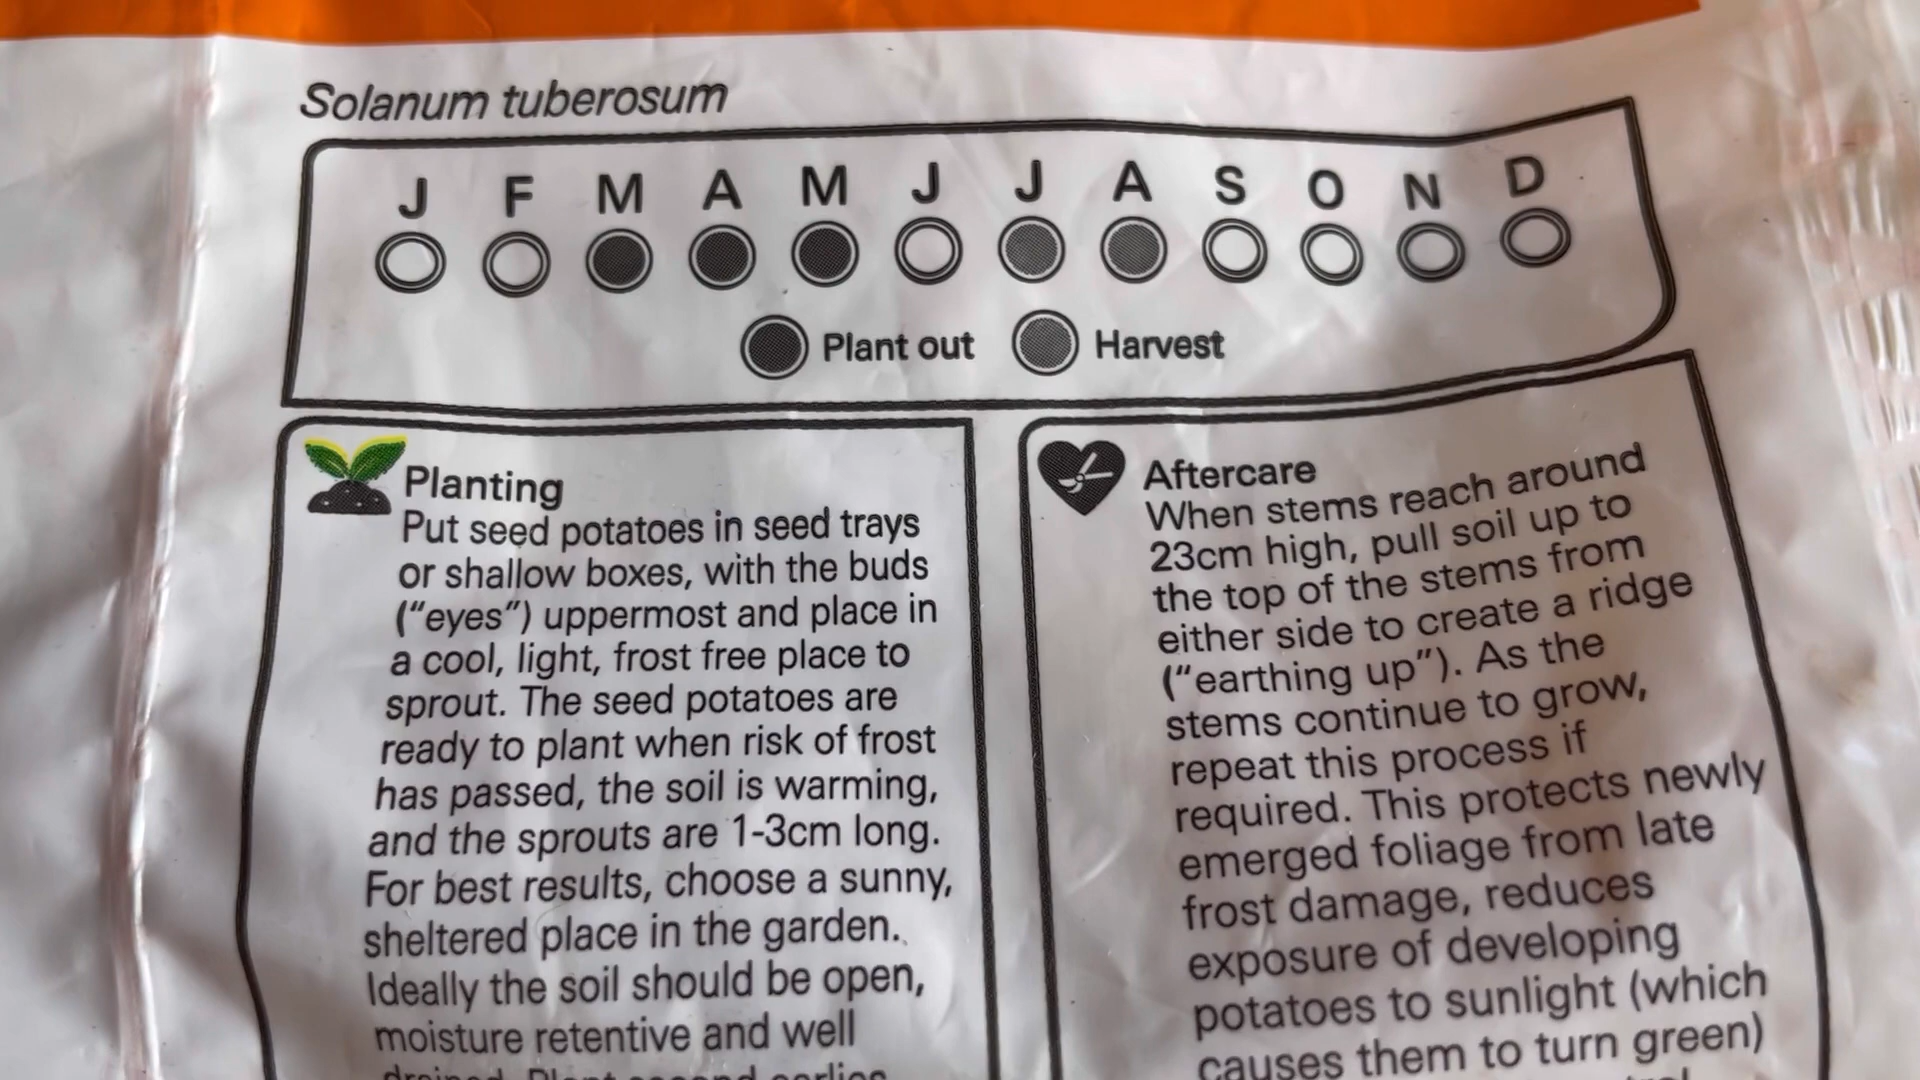 Solanum tuberosum
J F M A M J J A S O N D
Plant out Harvest
Planting
Put seed potatoes in seed trays
or shallow boxes, with the buds
(“eyes”) uppermost and place in
a cool, light, frost free place to
sprout. The seed potatoes are
ready to plant when risk of frost
has passed, the soil is warming,
and the sprouts are 1-3cm long.
For best results, choose a sunny,
sheltered place in the garden.
Ideally the soil should be open,
moisture retentive and well
drained. Plant second earlies
Aftercare
When stems reach around
23cm high, pull soil up to
the top of the stems from
either side to create a ridge
(“earthing up”). As the
stems continue to grow,
repeat this process if
required. This protects newly
emerged foliage from late
frost damage, reduces
exposure of developing
potatoes to sunlight (which
causes them to turn green)